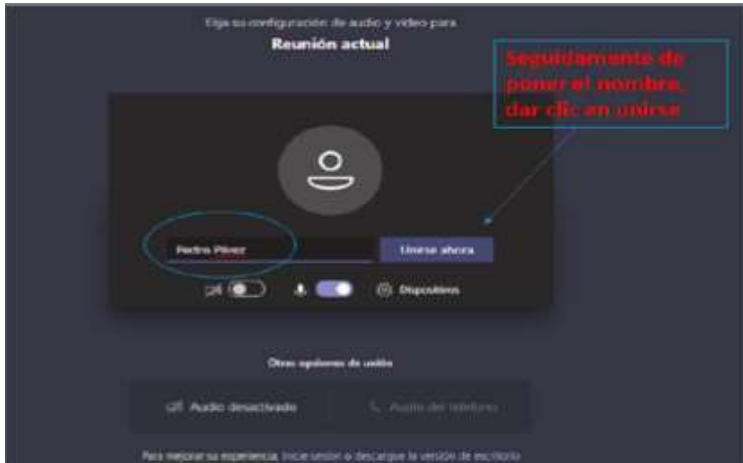 Elija su configuración de audio y vídeo para
Reunión actual
Seguidamente de
poner el nombre,
dar clic en unirse
Pedro Pérez
Unirse ahora
Dispositivos
Otras opciones de unión
Audio desactivado
Audio del teléfono
Para mejorar su experiencia, inicie sesión o descargue la versión de escritorio